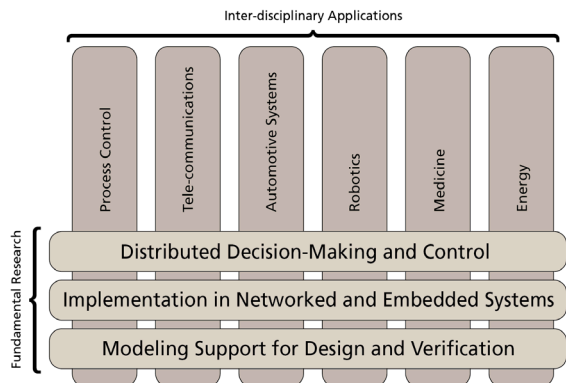 Inter-disciplinary Applications
Process Control
Tele-communications
Automotive Systems
Robotics
Medicine
Energy
Fundamental Research
Distributed Decision-Making and Control
Implementation in Networked and Embedded Systems
Modeling Support for Design and Verification